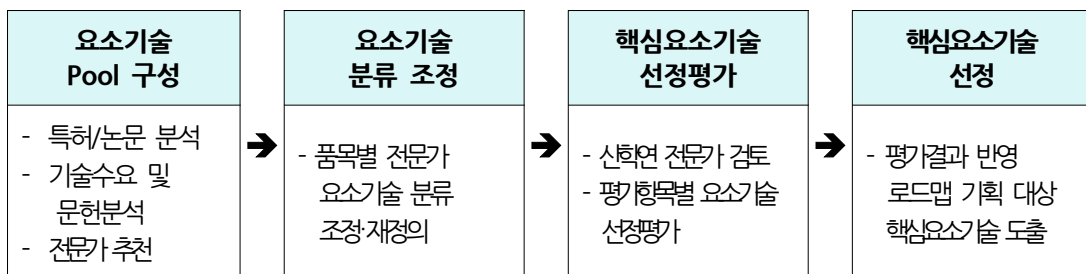 요소기술
Pool 구성
- 특허/논문 분석
- 기술수요 및
문헌분석
- 전문가 추천
요소기술
분류 조정
- 품목별 전문가
요소기술 분류
조정·재정의
핵심요소기술
선정평가
- 산학연 전문가 검토
- 평가항목별 요소기술
선정평가
핵심요소기술
선정
- 평가결과 반영
로드맵 기획 대상
핵심요소기술 도출